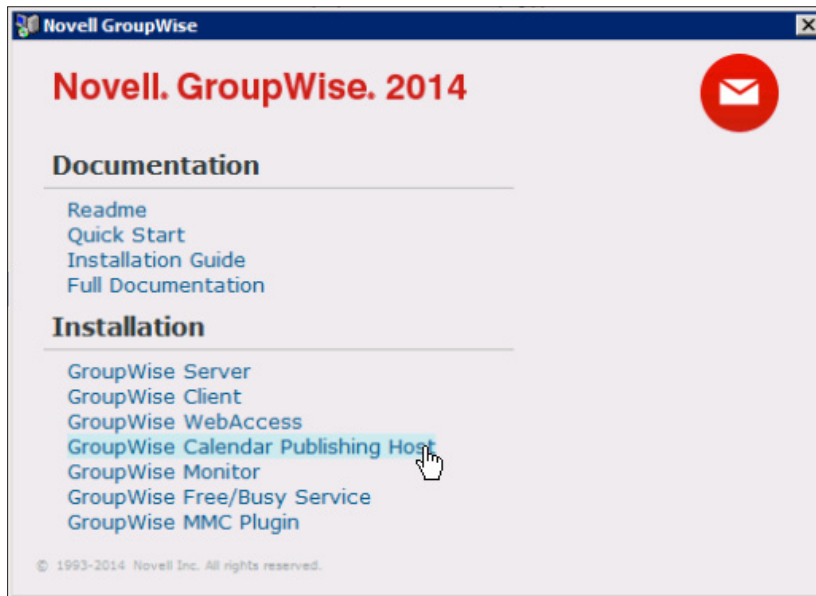 Novell GroupWise
Novell. GroupWise. 2014
Documentation
Readme
Quick Start
Installation Guide
Full Documentation
Installation
GroupWise Server
GroupWise Client
GroupWise WebAccess
GroupWise Calendar Publishing Host
GroupWise Monitor
GroupWise Free/Busy Service
GroupWise MMC Plugin
© 1993-2014 Novell Inc. All rights reserved.